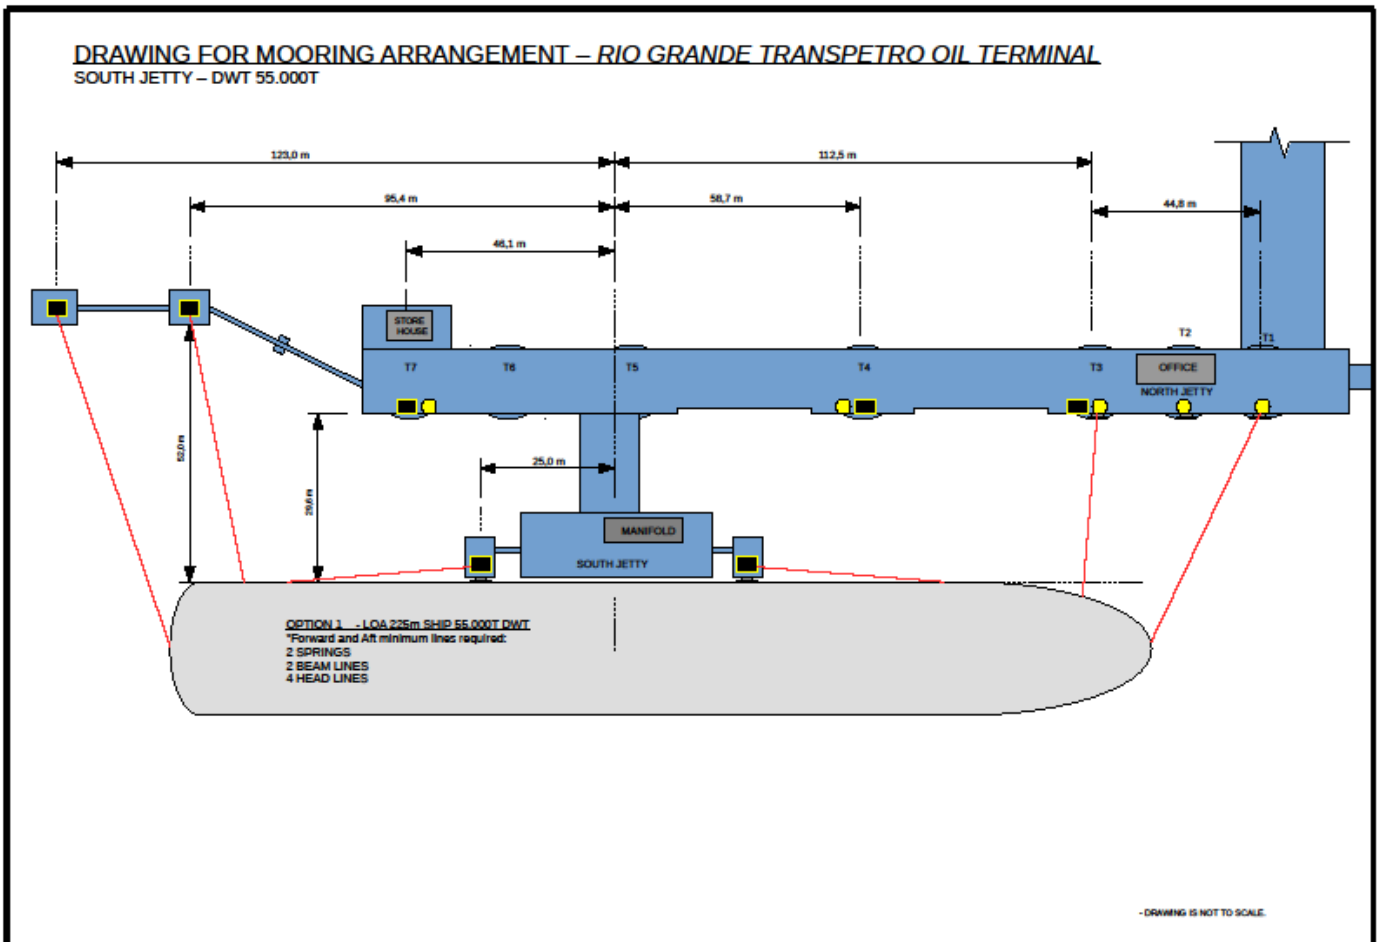 DRAWING FOR MOORING ARRANGEMENT – RIO GRANDE TRANSPETRO OIL TERMINAL
SOUTH JETTY – DWT 55.000T
123,0 m
112,5 m
95,4 m
56,7 m
44,8 m
46,1 m
STORE
HOUSE
T2
T1
T7
T6
T5
T4
T3
OFFICE
NORTH JETTY
52,0 m
25,0 m
29,6 m
MANIFOLD
SOUTH JETTY
OPTION 1 - LOA 225m SHIP 55.000T DWT
*Forward and Aft minimum lines required:
2 SPRINGS
2 BEAM LINES
4 HEAD LINES
- DRAWING IS NOT TO SCALE.